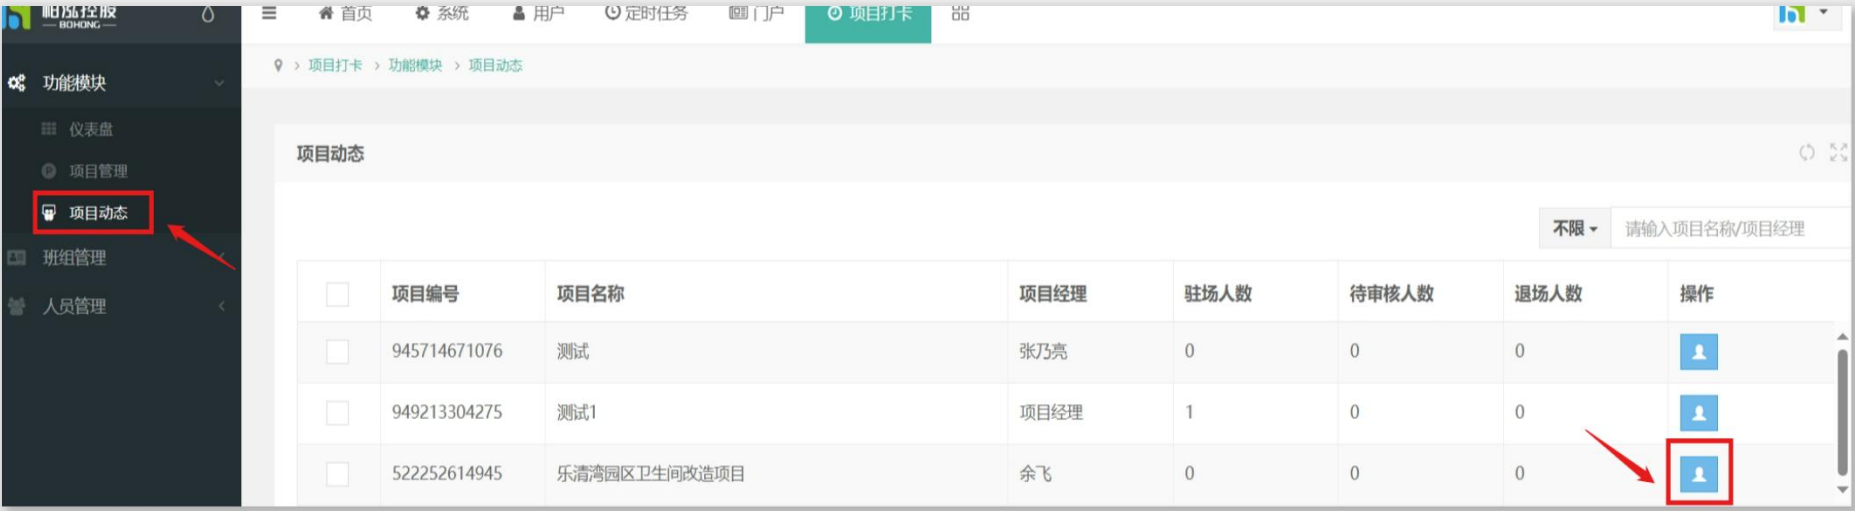 帕泓控股
BOHONG
首页 系统 用户 定时任务 门户 项目打卡
功能模块
仪表盘
项目管理
项目动态
班组管理
人员管理
> 项目打卡 > 功能模块 > 项目动态
项目动态
不限 请输入项目名称/项目经理
项目编号 项目名称 项目经理 驻场人数 待审核人数 退场人数 操作
945714671076 测试 张乃亮 0 0 0
949213304275 测试1 项目经理 1 0 0
522252614945 乐清湾园区卫生间改造项目 余飞 0 0 0